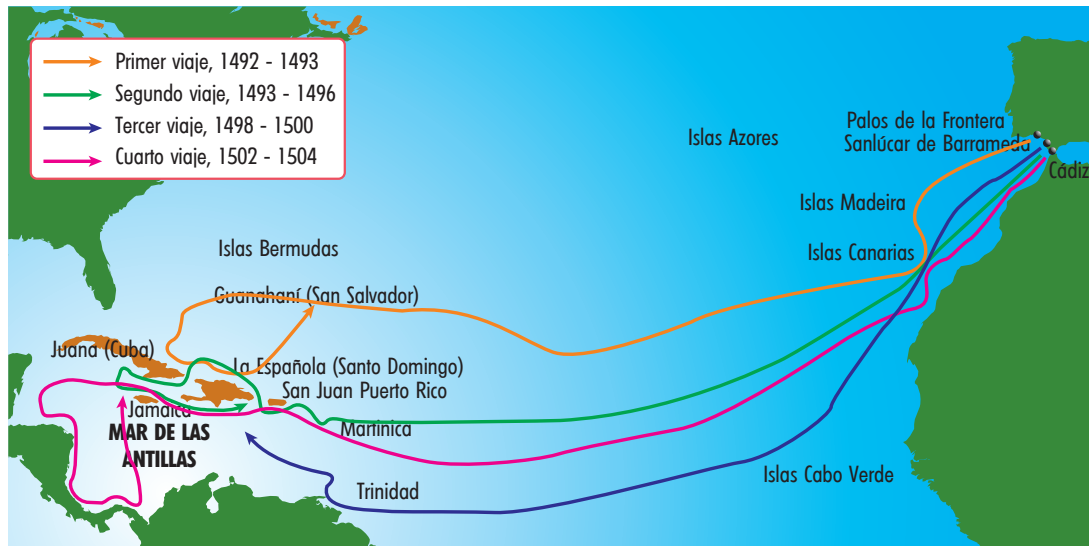 Primer viaje, 1492 - 1493
Segundo viaje, 1493 - 1496
Tercer viaje, 1498 - 1500
Cuarto viaje, 1502 - 1504
Islas Azores
Palos de la Frontera
Sanlúcar de Barrameda
Cádiz
Islas Madeira
Islas Canarias
Islas Bermudas
Guanahaní (San Salvador)
Juana (Cuba)
La Española (Santo Domingo)
San Juan Puerto Rico
Jamaica
Martinica
MAR DE LAS
ANTILLAS
Trinidad
Islas Cabo Verde